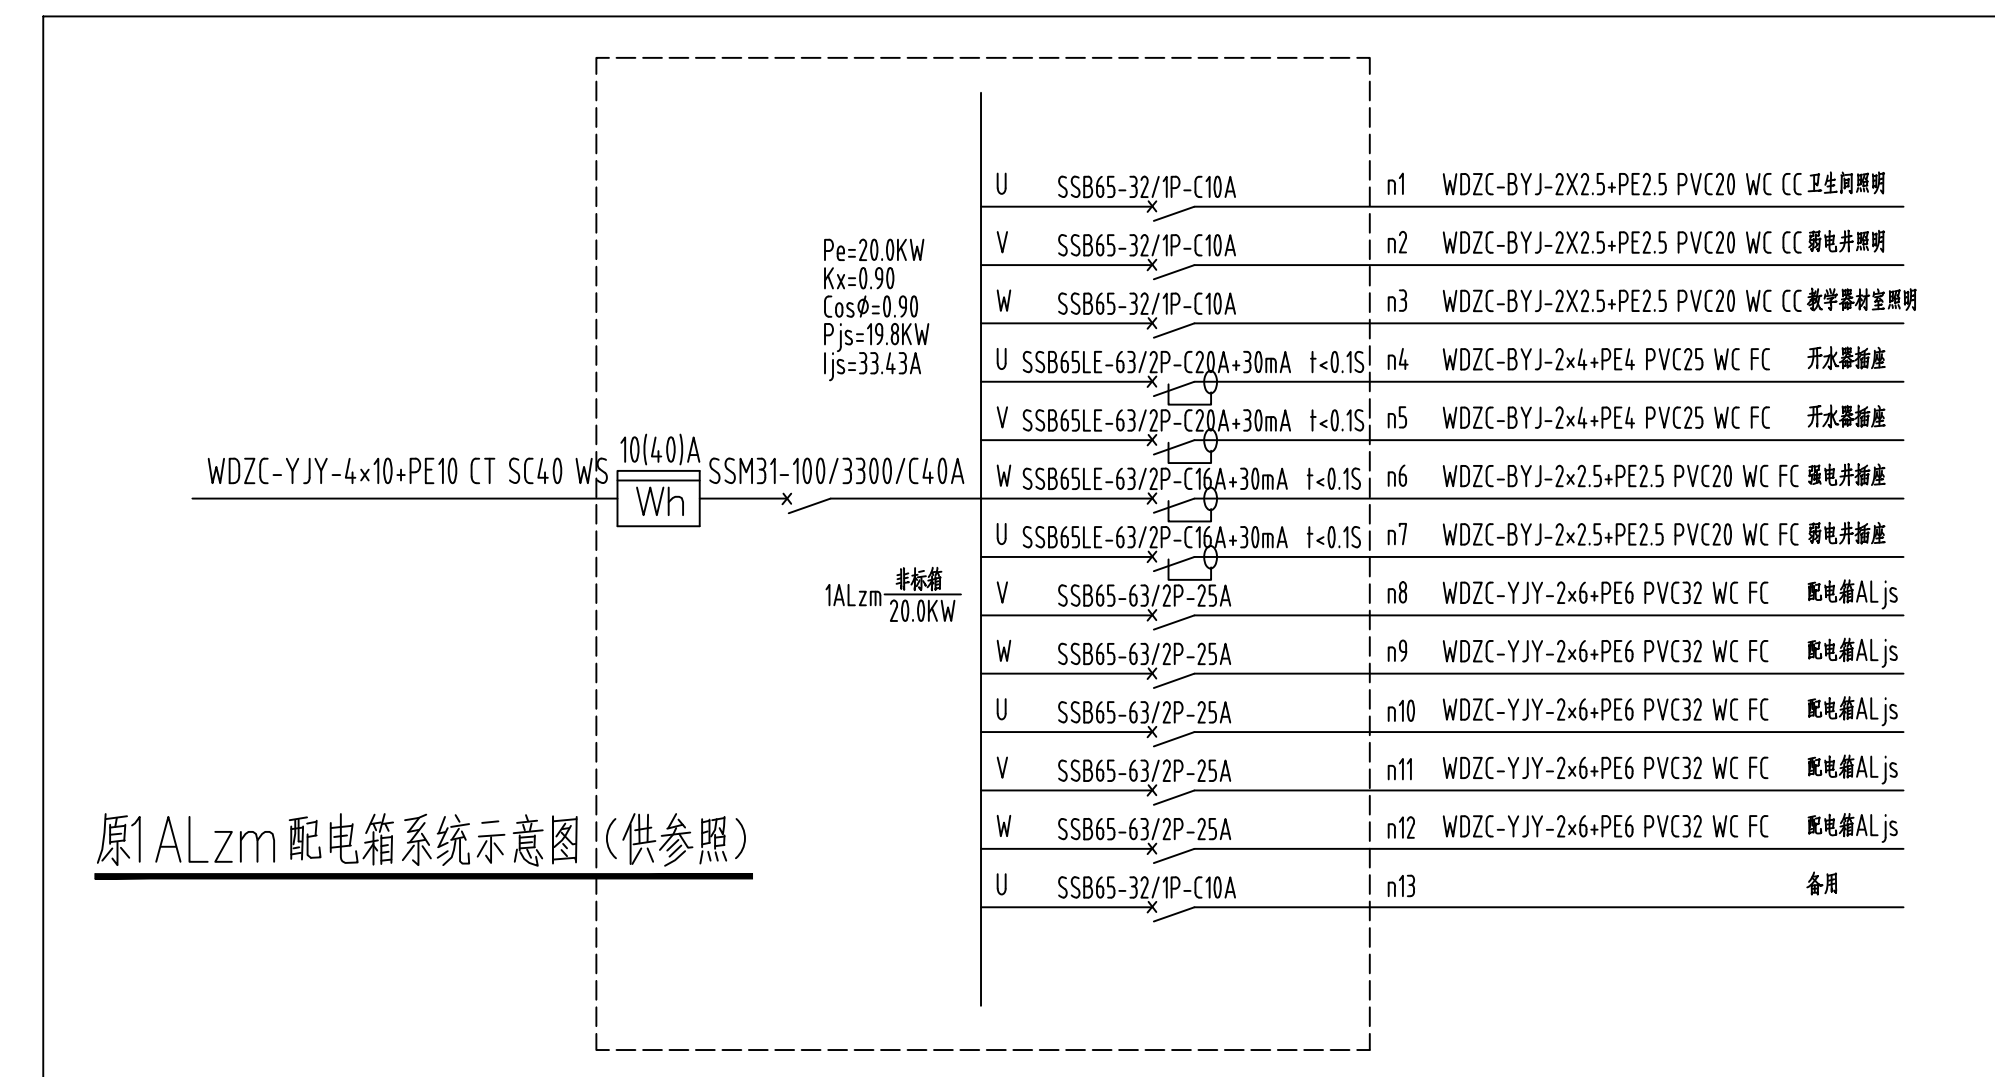 U SSB65-32/1P-C10A n1 WDZC-BYJ-2X2.5+PE2.5 PVC20 WC CC 卫生间照明
V SSB65-32/1P-C10A n2 WDZC-BYJ-2X2.5+PE2.5 PVC20 WC CC 弱电井照明
W SSB65-32/1P-C10A n3 WDZC-BYJ-2X2.5+PE2.5 PVC20 WC CC 教学器材室照明
U SSB65LE-63/2P-C20A+30mA t<0.1S n4 WDZC-BYJ-2×4+PE4 PVC25 WC FC 开水器插座
V SSB65LE-63/2P-C20A+30mA t<0.1S n5 WDZC-BYJ-2×4+PE4 PVC25 WC FC 开水器插座
W SSB65LE-63/2P-C16A+30mA t<0.1S n6 WDZC-BYJ-2×2.5+PE2.5 PVC20 WC FC 强电井插座
U SSB65LE-63/2P-C16A+30mA t<0.1S n7 WDZC-BYJ-2×2.5+PE2.5 PVC20 WC FC 弱电井插座
V SSB65-63/2P-25A n8 WDZC-YJY-2×6+PE6 PVC32 WC FC 配电箱ALjs
W SSB65-63/2P-25A n9 WDZC-YJY-2×6+PE6 PVC32 WC FC 配电箱ALjs
U SSB65-63/2P-25A n10 WDZC-YJY-2×6+PE6 PVC32 WC FC 配电箱ALjs
V SSB65-63/2P-25A n11 WDZC-YJY-2×6+PE6 PVC32 WC FC 配电箱ALjs
W SSB65-63/2P-25A n12 WDZC-YJY-2×6+PE6 PVC32 WC FC 配电箱ALjs
U SSB65-32/1P-C10A n13 备用
Pe=20.0KW
Kx=0.90
CosΦ=0.90
Pjs=19.8KW
Ijs=33.43A
WDZC-YJY-4×10+PE10 CT SC40 WS
10(40)A
Wh
SSM31-100/3300/C40A
1ALzm
非标箱
20.0KW
原1ALzm配电箱系统示意图（供参照）